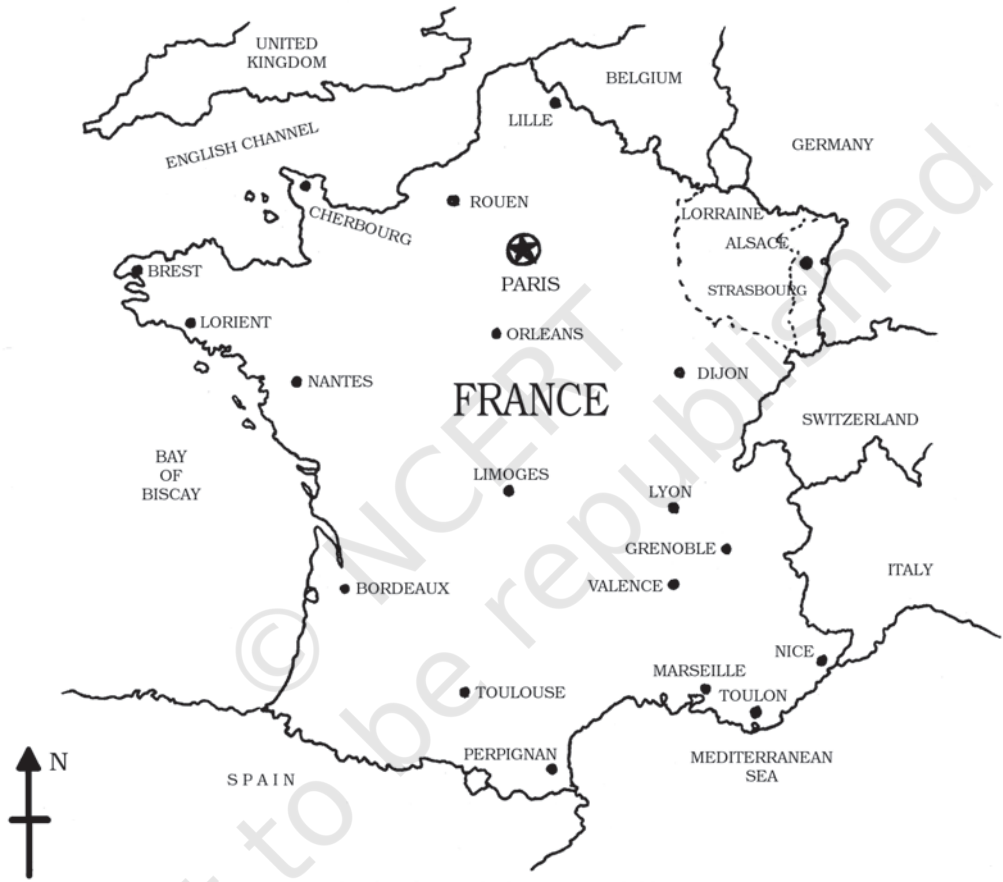 UNITED
KINGDOM
BELGIUM
LILLE
ENGLISH CHANNEL
GERMANY
ROUEN
LORRAINE
CHERBOURG
ALSACE
BREST
PARIS
STRASBOURG
LORIENT
ORLEANS
NANTES
DIJON
FRANCE
SWITZERLAND
BAY
OF
BISCAY
LIMOGES
LYON
GRENOBLE
VALENCE
ITALY
BORDEAUX
NICE
MARSEILLE
TOULOUSE
TOULON
PERPIGNAN
MEDITERRANEAN
SEA
N
SPAIN
© NCERT
not to be republished